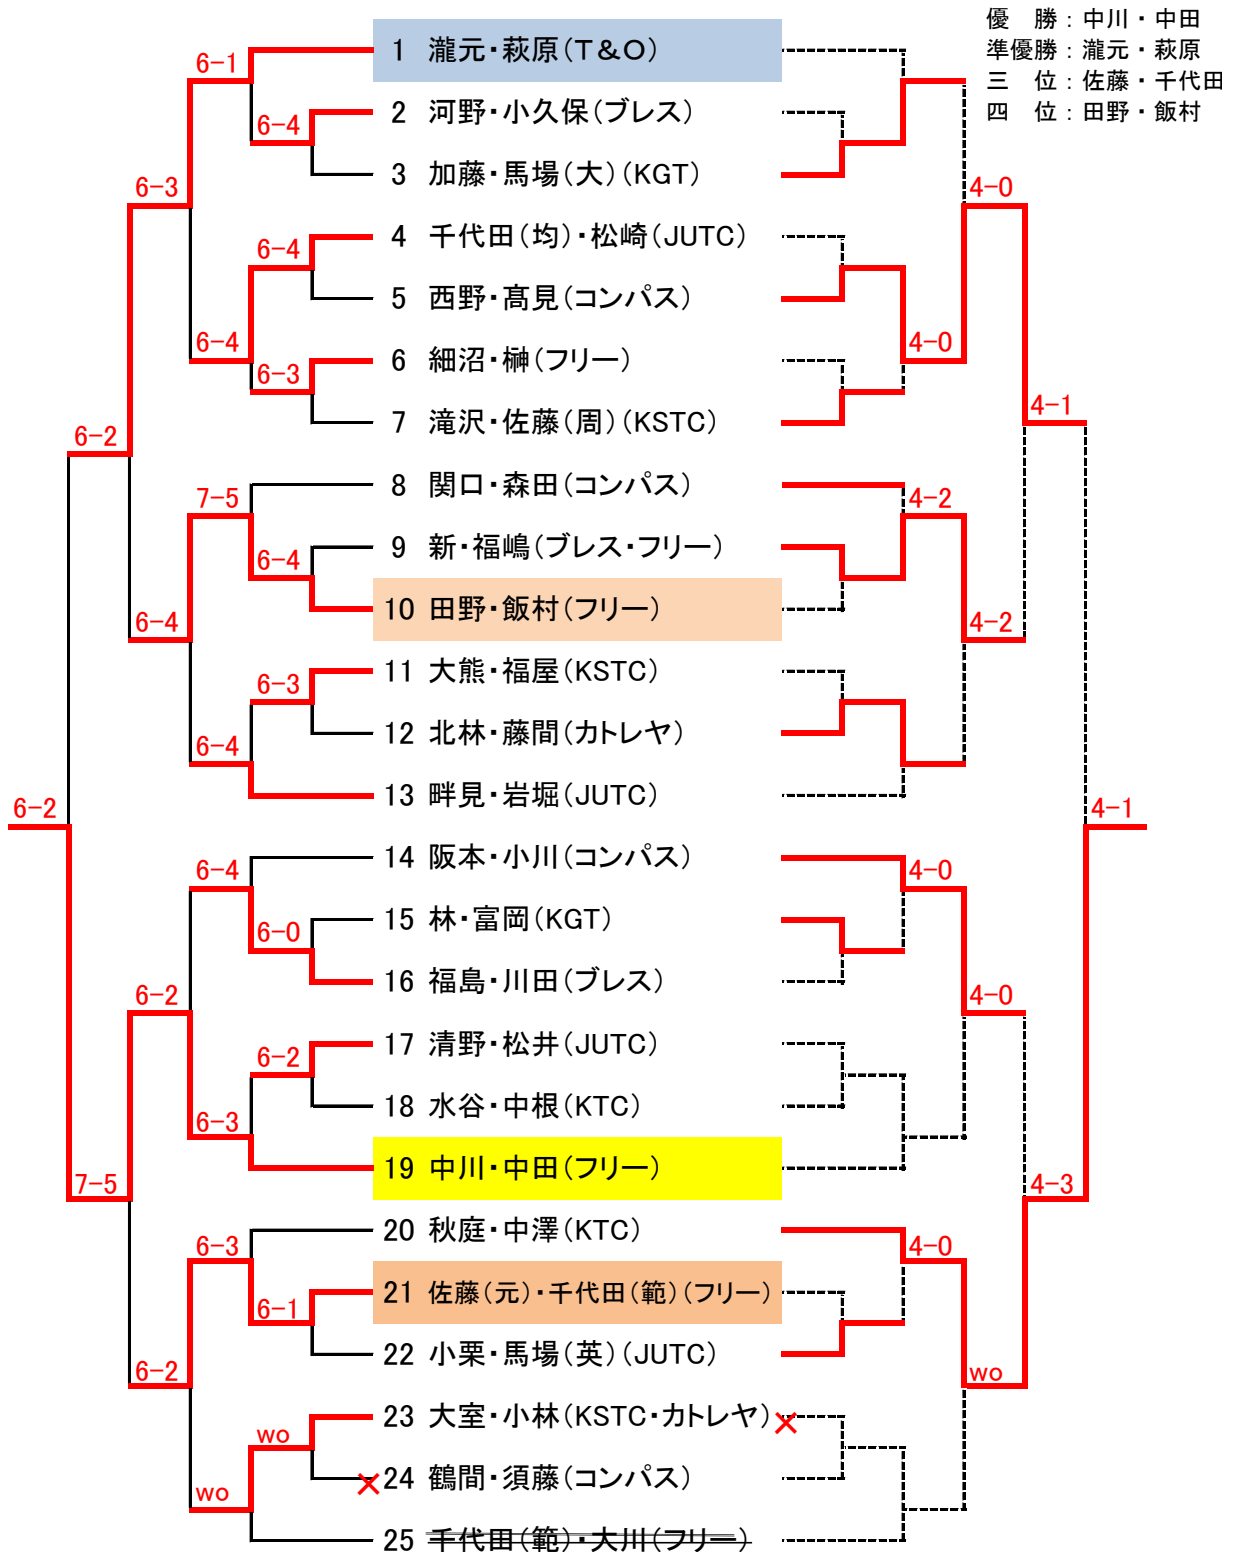 優　勝：中川・中田
準優勝：瀧元・萩原
三　位：佐藤・千代田
四　位：田野・飯村
6-1
1 瀧元・萩原(T＆O)
2 河野・小久保(ブレス)
6-4
3 加藤・馬場(大)(KGT)
6-3
4-0
4 千代田(均)・松崎(JUTC)
6-4
5 西野・髙見(コンパス)
6-4
4-0
6 細沼・榊(フリー)
6-3
7 滝沢・佐藤(周)(KSTC)
4-1
6-2
8 関口・森田(コンパス)
7-5
4-2
9 新・福嶋(ブレス・フリー)
6-4
10 田野・飯村(フリー)
6-4
4-2
11 大熊・福屋(KSTC)
6-3
12 北林・藤間(カトレヤ)
6-4
13 畔見・岩堀(JUTC)
6-2
4-1
14 阪本・小川(コンパス)
6-4
4-0
15 林・富岡(KGT)
6-0
16 福島・川田(ブレス)
6-2
4-0
17 清野・松井(JUTC)
6-2
18 水谷・中根(KTC)
6-3
19 中川・中田(フリー)
7-5
4-3
20 秋庭・中澤(KTC)
6-3
4-0
21 佐藤(元)・千代田(範)(フリー)
6-1
22 小栗・馬場(英)(JUTC)
6-2
wo
23 大室・小林(KSTC・カトレヤ)
wo
24 鶴間・須藤(コンパス)
wo
25 千代田(範)・大川(フリー)